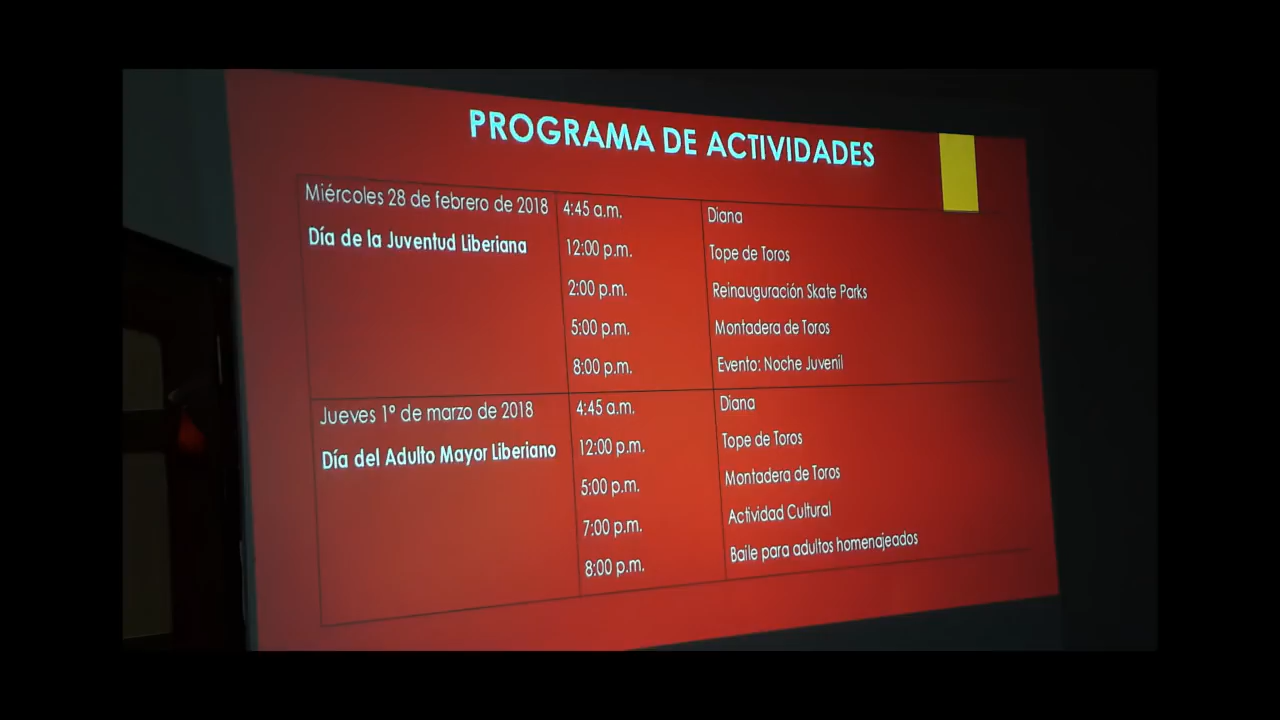 PROGRAMA DE ACTIVIDADES
Miércoles 28 de febrero de 2018 4:45 a.m. Diana
Día de la Juventud Liberiana 12:00 p.m. Tope de Toros
2:00 p.m. Reinauguración Skate Parks
5:00 p.m. Montadera de Toros
8:00 p.m. Evento: Noche Juvenil
Jueves 1º de marzo de 2018 4:45 a.m. Diana
Día del Adulto Mayor Liberiano 12:00 p.m. Tope de Toros
5:00 p.m. Montadera de Toros
7:00 p.m. Actividad Cultural
8:00 p.m. Baile para adultos homenajeados